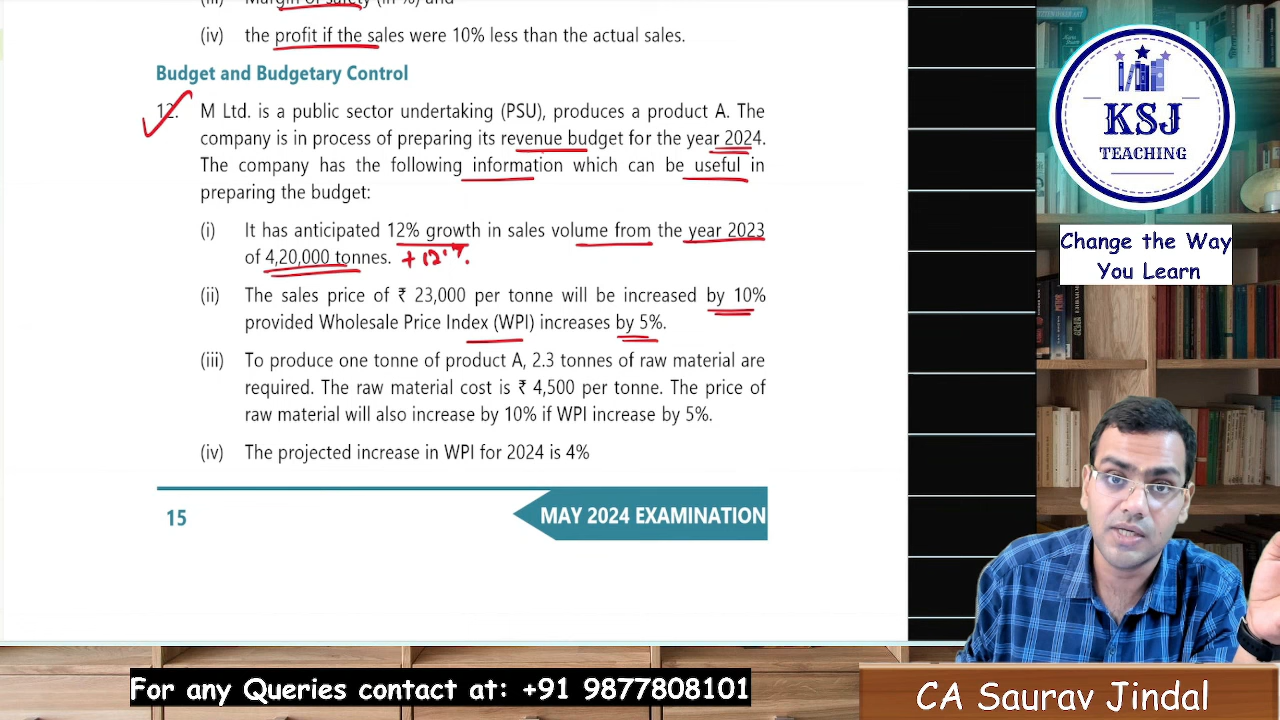 (iii) Margin of safety (in %) and
(iv) the profit if the sales were 10% less than the actual sales.
Budget and Budgetary Control
12. M Ltd. is a public sector undertaking (PSU), produces a product A. The
company is in process of preparing its revenue budget for the year 2024.
The company has the following information which can be useful in
preparing the budget:
(i) It has anticipated 12% growth in sales volume from the year 2023
of 4,20,000 tonnes. +12%.
(ii) The sales price of ₹ 23,000 per tonne will be increased by 10%
provided Wholesale Price Index (WPI) increases by 5%.
(iii) To produce one tonne of product A, 2.3 tonnes of raw material are
required. The raw material cost is ₹ 4,500 per tonne. The price of
raw material will also increase by 10% if WPI increase by 5%.
(iv) The projected increase in WPI for 2024 is 4%
15
MAY 2024 EXAMINATION
KSJ
TEACHING
Change the Way
You Learn
For any Queries contact at: +91 9877808101
CA Saurav Jindal